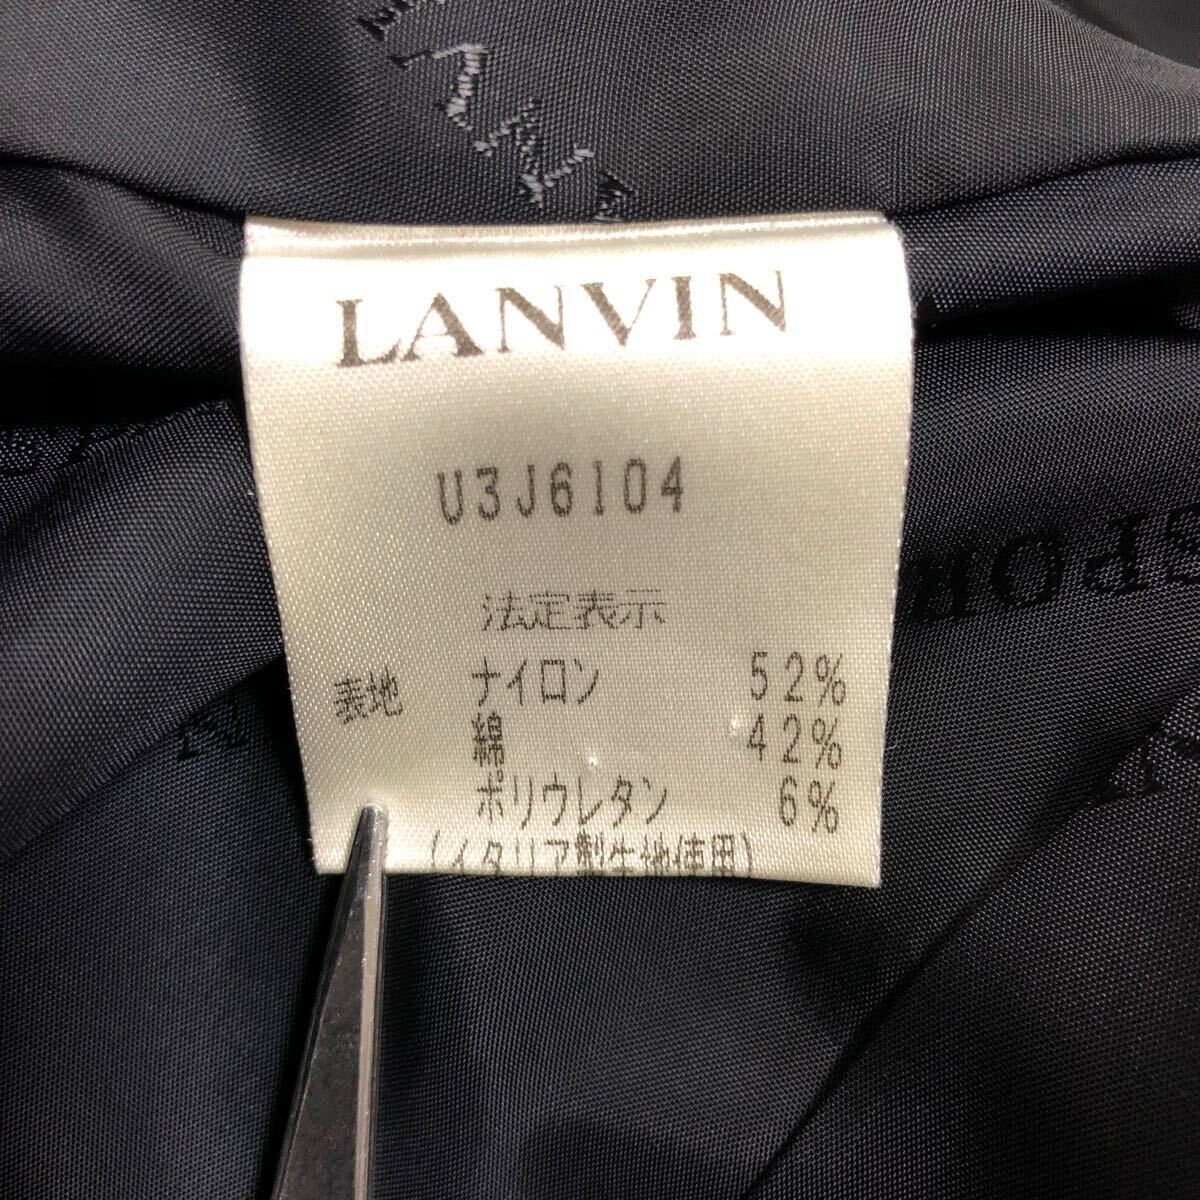 LANVIN
U3J6104
法定表示
表地 ナイロン 52%
綿 42%
ポリウレタン 6%
(イタリア製生地使用)
SPOR
N